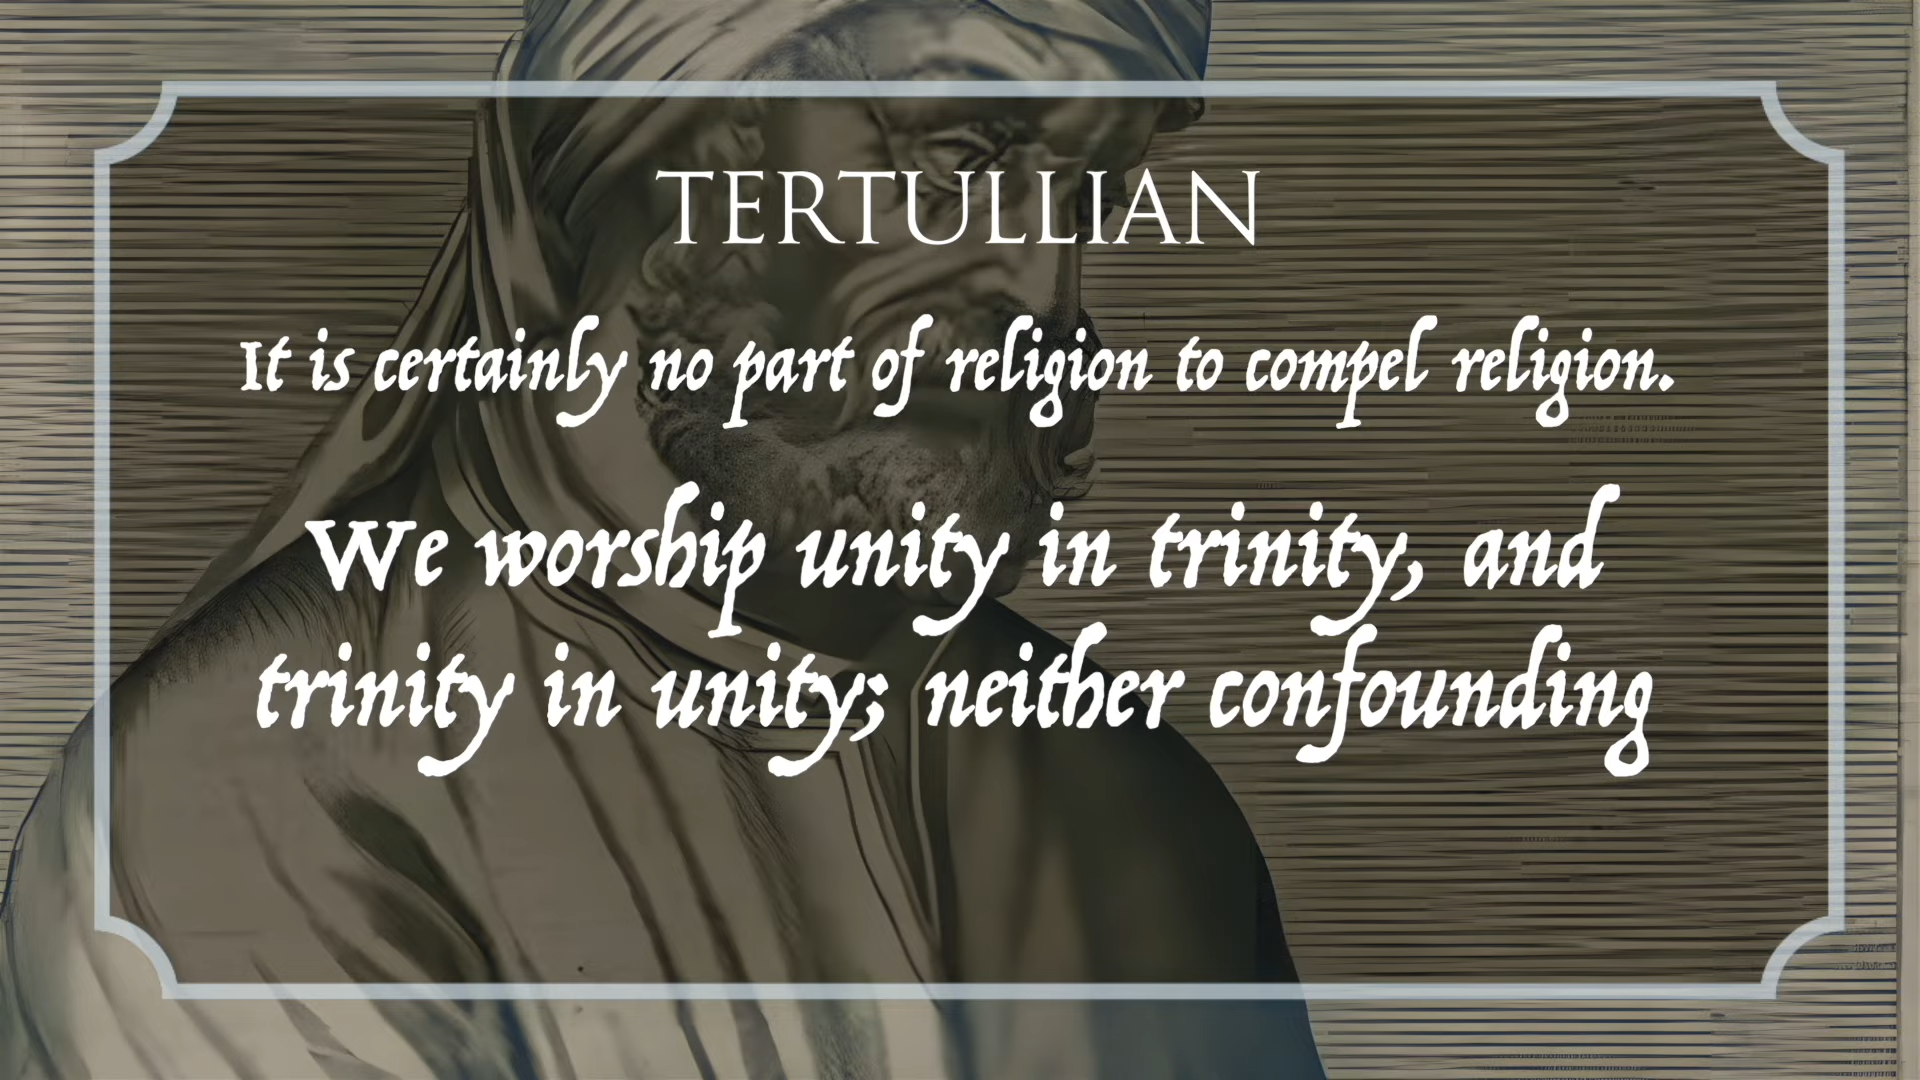 TERTULLIAN
It is certainly no part of religion to compel religion.
We worship unity in trinity, and
trinity in unity; neither confounding